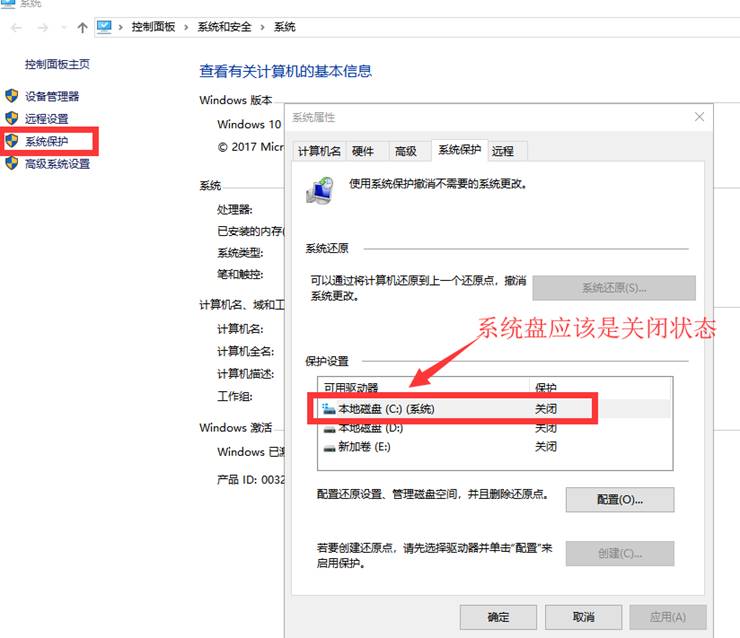 系统
控制面板 › 系统和安全 › 系统
控制面板主页
设备管理器
远程设置
系统保护
高级系统设置
查看有关计算机的基本信息
Windows 版本
Windows 10
© 2017 Micr
系统
处理器:
已安装的内存(
系统类型:
笔和触控:
计算机名、域和工
计算机名:
计算机全名:
计算机描述:
工作组:
Windows 激活
Windows 已
产品 ID: 0032
系统属性
计算机名 硬件 高级 系统保护 远程
使用系统保护撤消不需要的系统更改。
系统还原
可以通过将计算机还原到上一个还原点，撤消
系统更改。
系统还原(S)...
系统盘应该是关闭状态
保护设置
可用驱动器 保护
本地磁盘 (C:) (系统) 关闭
本地磁盘 (D:) 关闭
新加卷 (E:) 关闭
配置还原设置、管理磁盘空间，并且删除还原点。
配置(O)...
若要创建还原点，请先选择驱动器并单击"配置"来
启用保护。
创建(C)...
确定 取消 应用(A)